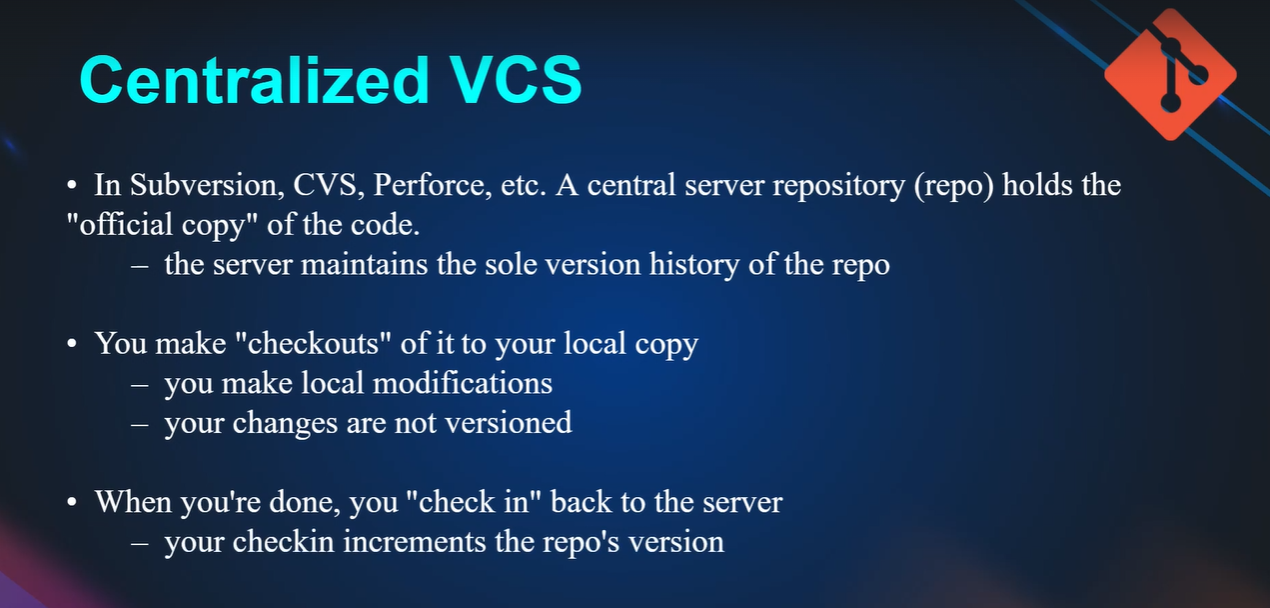 Centralized VCS
• In Subversion, CVS, Perforce, etc. A central server repository (repo) holds the
"official copy" of the code.
– the server maintains the sole version history of the repo
• You make "checkouts" of it to your local copy
– you make local modifications
– your changes are not versioned
• When you're done, you "check in" back to the server
– your checkin increments the repo's version